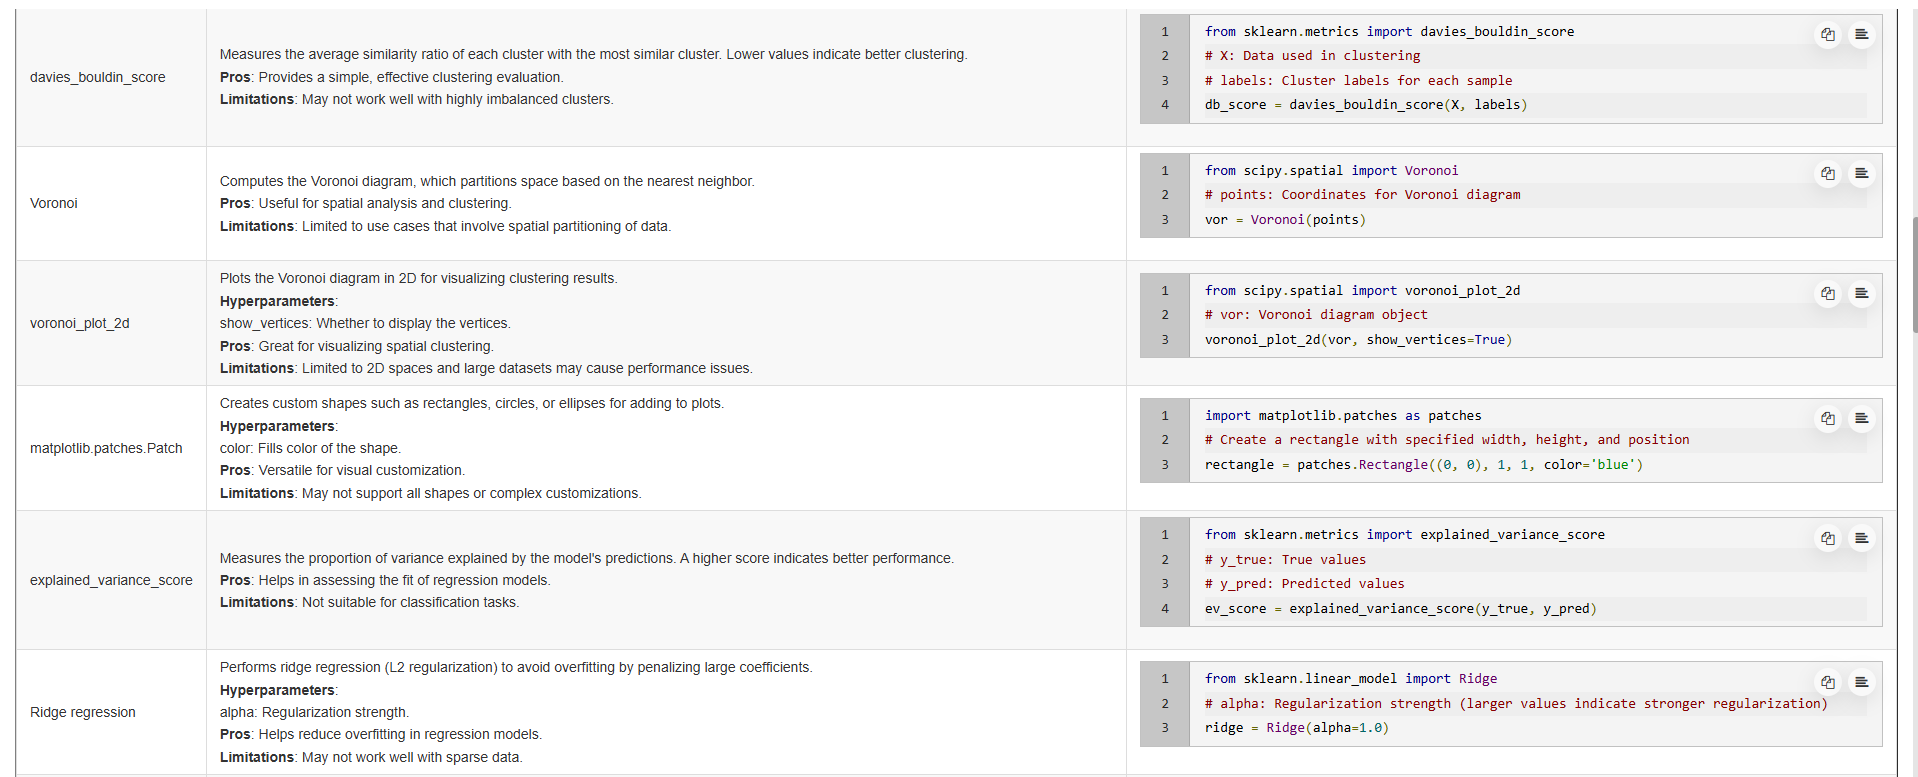 davies_bouldin_score
Measures the average similarity ratio of each cluster with the most similar cluster. Lower values indicate better clustering.
Pros: Provides a simple, effective clustering evaluation.
Limitations: May not work well with highly imbalanced clusters.
1 from sklearn.metrics import davies_bouldin_score
2 # X: Data used in clustering
3 # labels: Cluster labels for each sample
4 db_score = davies_bouldin_score(X, labels)
Voronoi
Computes the Voronoi diagram, which partitions space based on the nearest neighbor.
Pros: Useful for spatial analysis and clustering.
Limitations: Limited to use cases that involve spatial partitioning of data.
1 from scipy.spatial import Voronoi
2 # points: Coordinates for Voronoi diagram
3 vor = Voronoi(points)
voronoi_plot_2d
Plots the Voronoi diagram in 2D for visualizing clustering results.
Hyperparameters:
show_vertices: Whether to display the vertices.
Pros: Great for visualizing spatial clustering.
Limitations: Limited to 2D spaces and large datasets may cause performance issues.
1 from scipy.spatial import voronoi_plot_2d
2 # vor: Voronoi diagram object
3 voronoi_plot_2d(vor, show_vertices=True)
matplotlib.patches.Patch
Creates custom shapes such as rectangles, circles, or ellipses for adding to plots.
Hyperparameters:
color: Fills color of the shape.
Pros: Versatile for visual customization.
Limitations: May not support all shapes or complex customizations.
1 import matplotlib.patches as patches
2 # Create a rectangle with specified width, height, and position
3 rectangle = patches.Rectangle((0, 0), 1, 1, color='blue')
explained_variance_score
Measures the proportion of variance explained by the model's predictions. A higher score indicates better performance.
Pros: Helps in assessing the fit of regression models.
Limitations: Not suitable for classification tasks.
1 from sklearn.metrics import explained_variance_score
2 # y_true: True values
3 # y_pred: Predicted values
4 ev_score = explained_variance_score(y_true, y_pred)
Ridge regression
Performs ridge regression (L2 regularization) to avoid overfitting by penalizing large coefficients.
Hyperparameters:
alpha: Regularization strength.
Pros: Helps reduce overfitting in regression models.
Limitations: May not work well with sparse data.
1 from sklearn.linear_model import Ridge
2 # alpha: Regularization strength (larger values indicate stronger regularization)
3 ridge = Ridge(alpha=1.0)